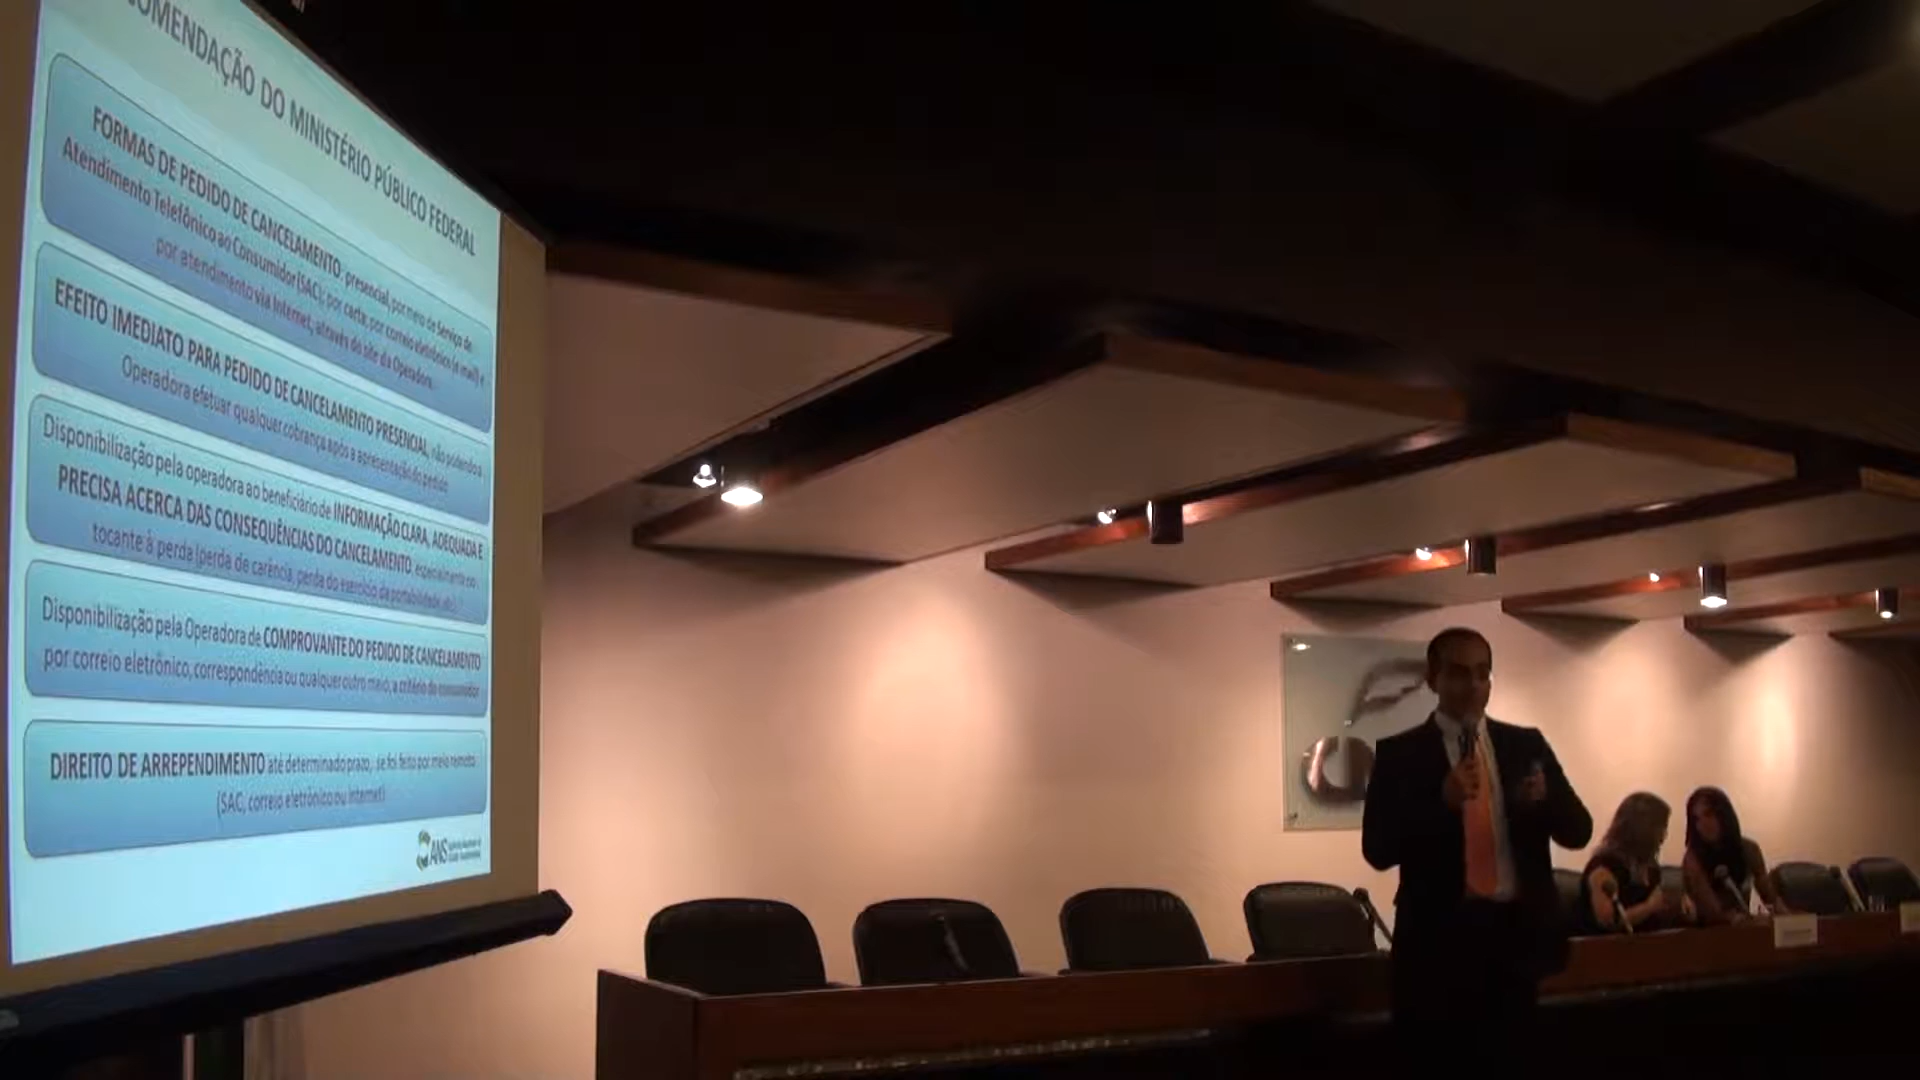 COMENDAÇÃO DO MINISTÉRIO PÚBLICO FEDERAL
FORMAS DE PEDIDO DE CANCELAMENTO: presencial, por meio de Serviço de
Atendimento Telefônico ao Consumidor (SAC); por carta; por correio eletrônico (e mail) e
por atendimento via Internet, através do site da Operadora.
EFEITO IMEDIATO PARA PEDIDO DE CANCELAMENTO PRESENCIAL, não podendo a
Operadora efetuar qualquer cobrança após a apresentação do pedido
Disponibilização pela operadora ao beneficiário de INFORMAÇÃO CLARA, ADEQUADA E
PRECISA ACERCA DAS CONSEQUÊNCIAS DO CANCELAMENTO, especialmente no
tocante à perda (perda de carência, perda do exercício da portabilidade, etc)
Disponibilização pela Operadora de COMPROVANTE DO PEDIDO DE CANCELAMENTO
por correio eletrônico, correspondência ou qualquer outro meio, a critério do consumidor
DIREITO DE ARREPENDIMENTO até determinado prazo, se foi feito por meio remoto
(SAC, correio eletrônico ou Internet)
ANS